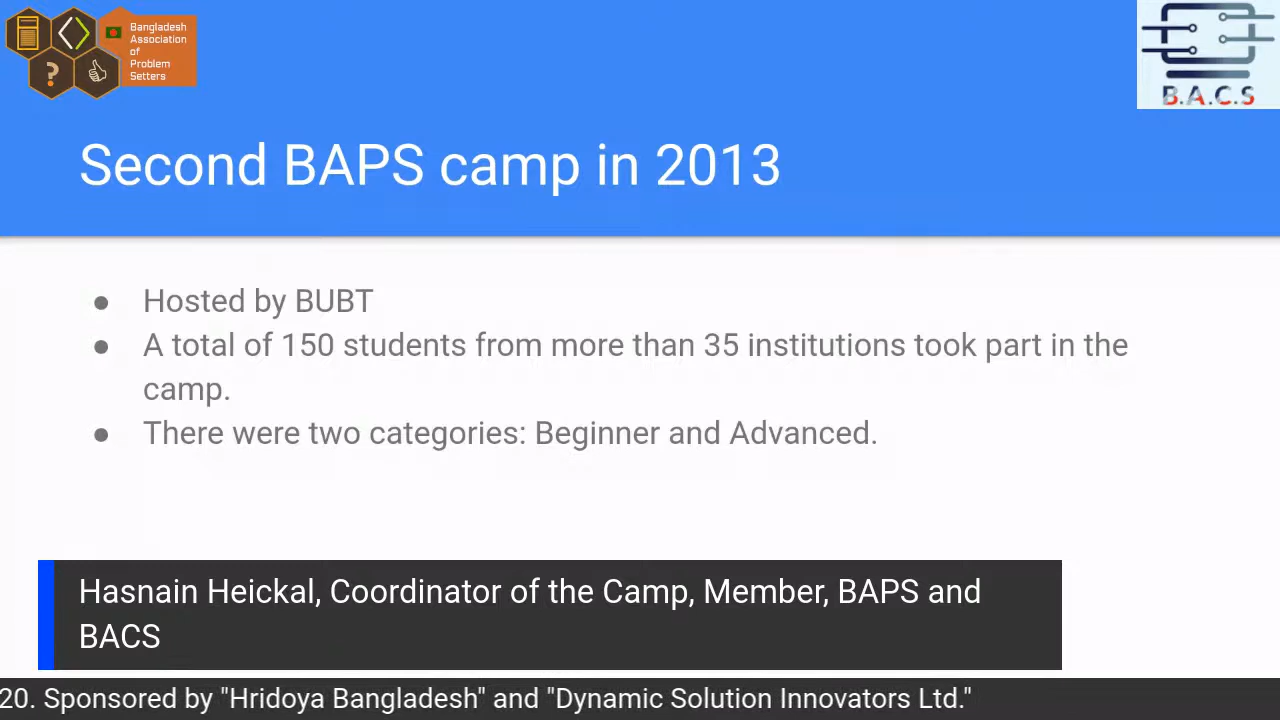 Bangladesh
Association
of
Problem
Setters
B.A.C.S
Second BAPS camp in 2013
● Hosted by BUBT
● A total of 150 students from more than 35 institutions took part in the
camp.
● There were two categories: Beginner and Advanced.
Hasnain Heickal, Coordinator of the Camp, Member, BAPS and
BACS
20. Sponsored by "Hridoya Bangladesh" and "Dynamic Solution Innovators Ltd."